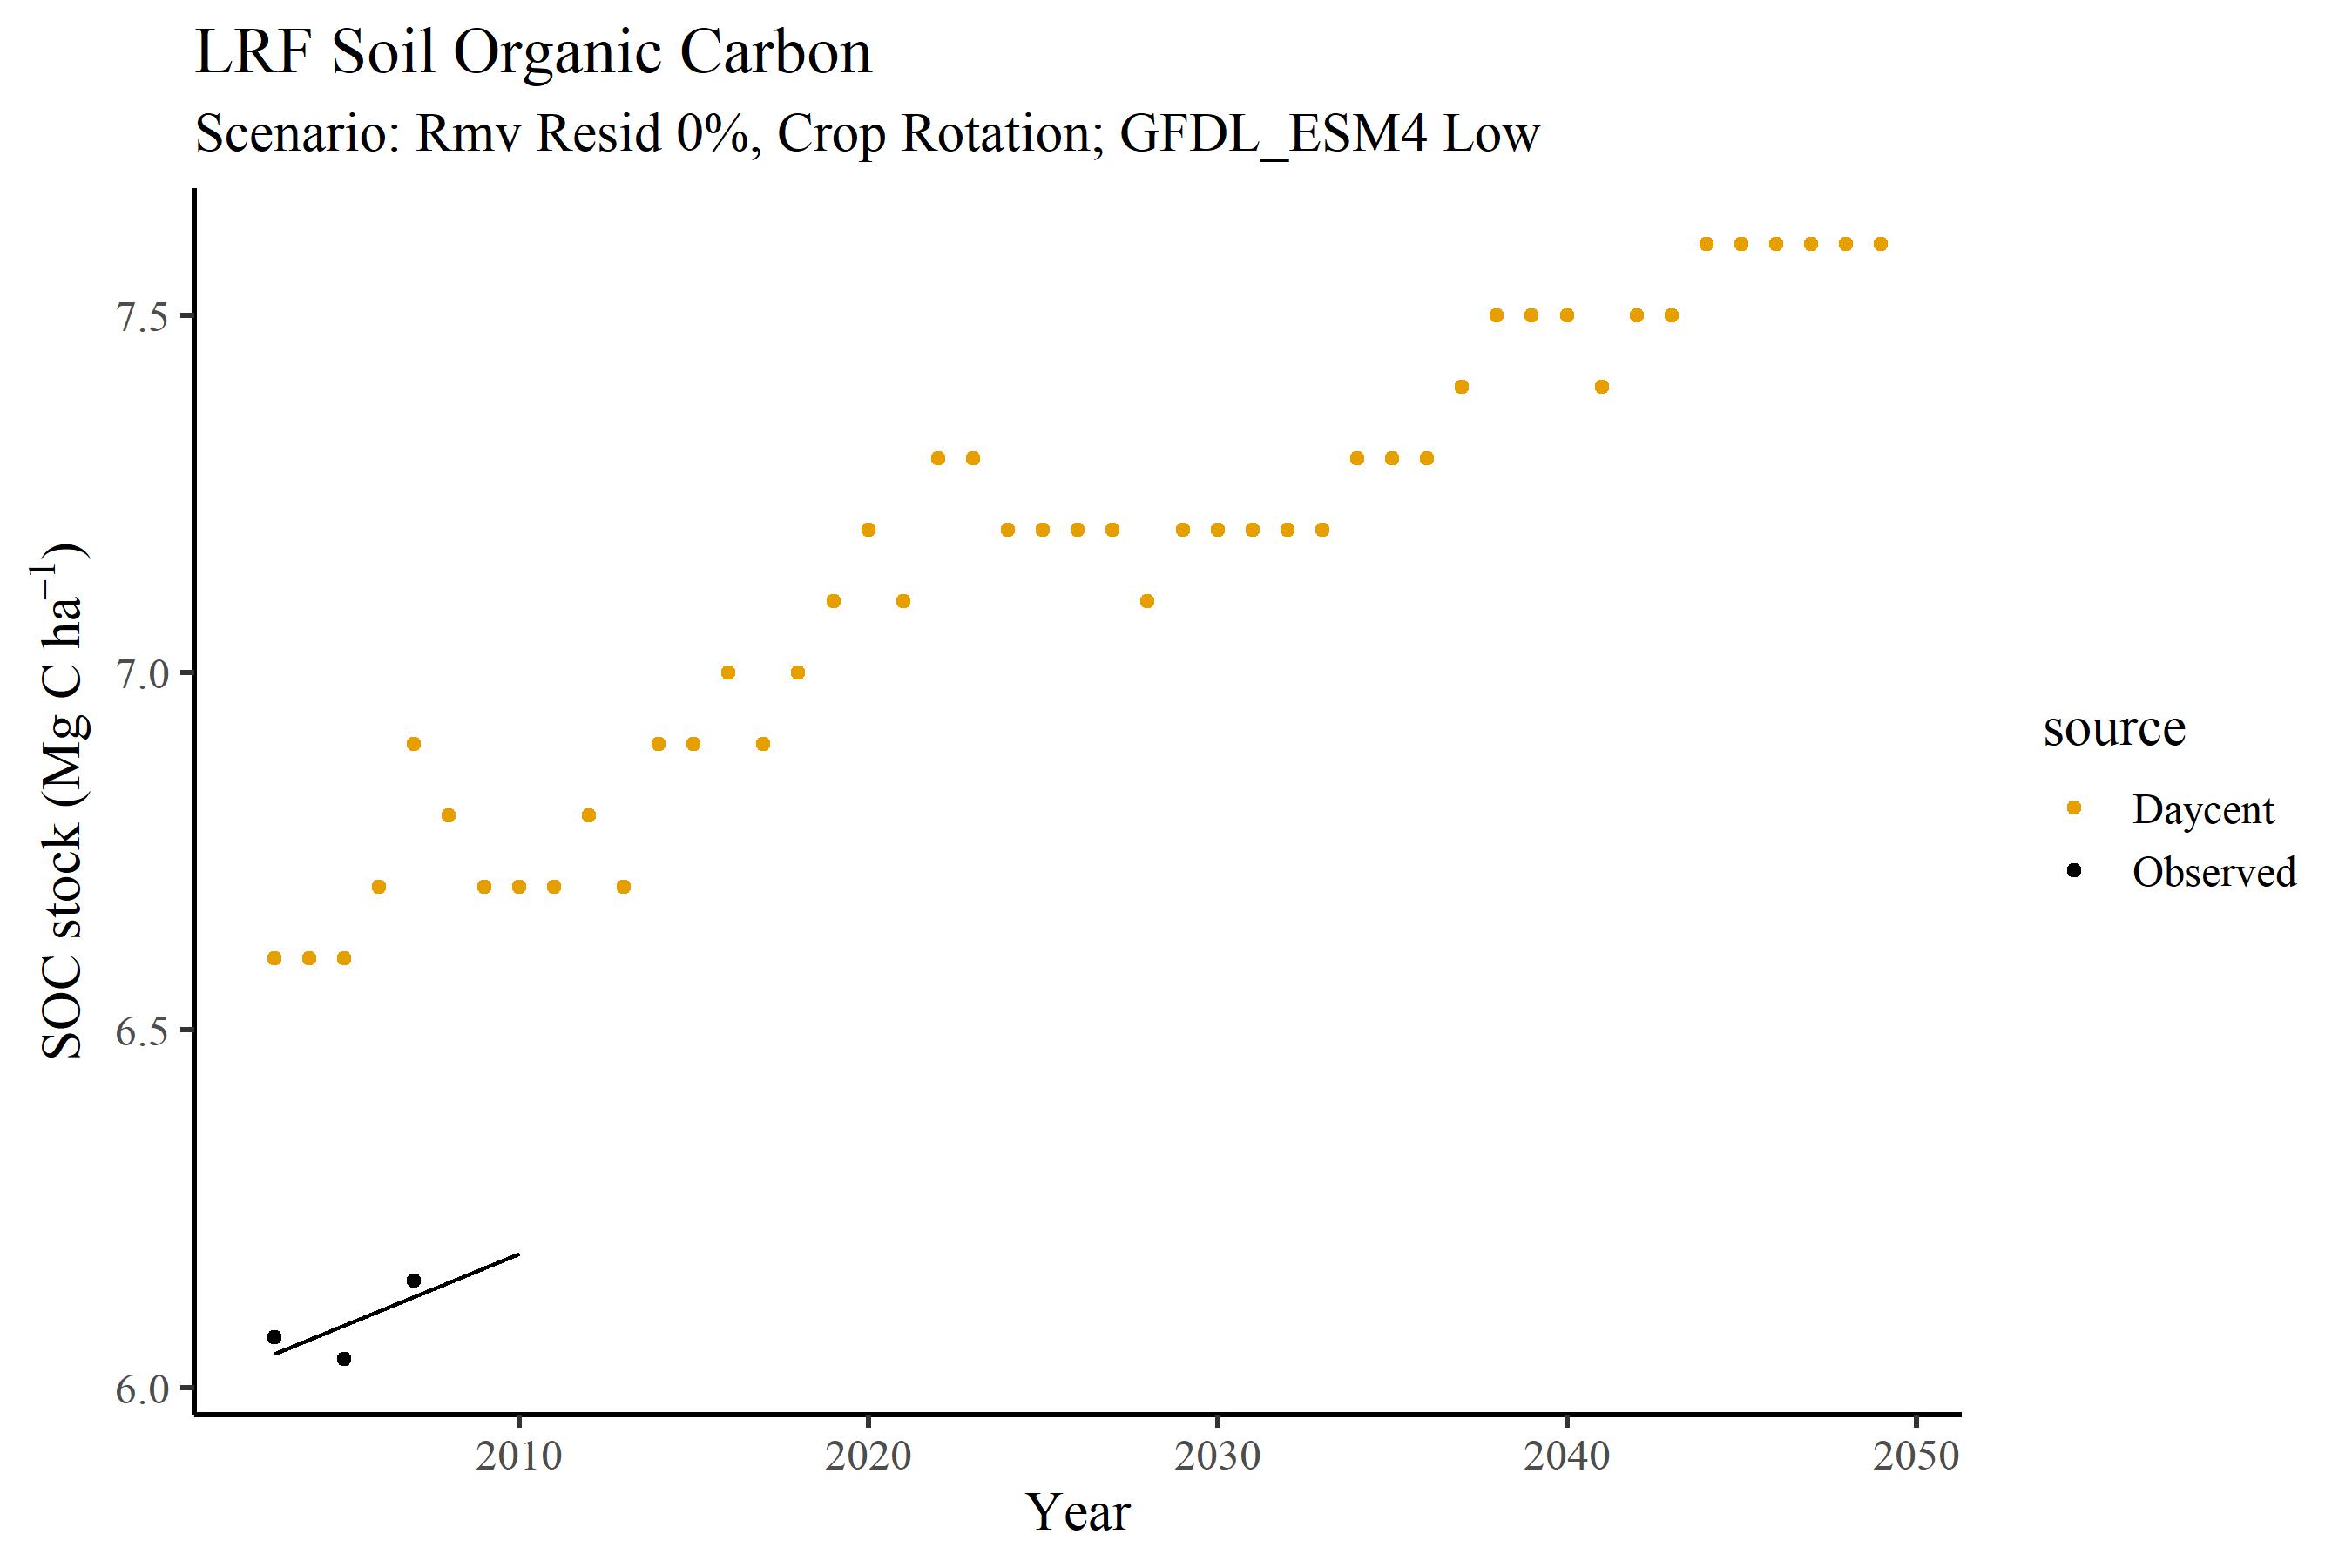 LRF Soil Organic Carbon
Scenario: Rmv Resid 0%, Crop Rotation; GFDL_ESM4 Low
SOC stock (Mg C ha⁻¹)
7.5
7.0
6.5
6.0
2010 2020 2030 2040 2050
Year
source
Daycent
Observed